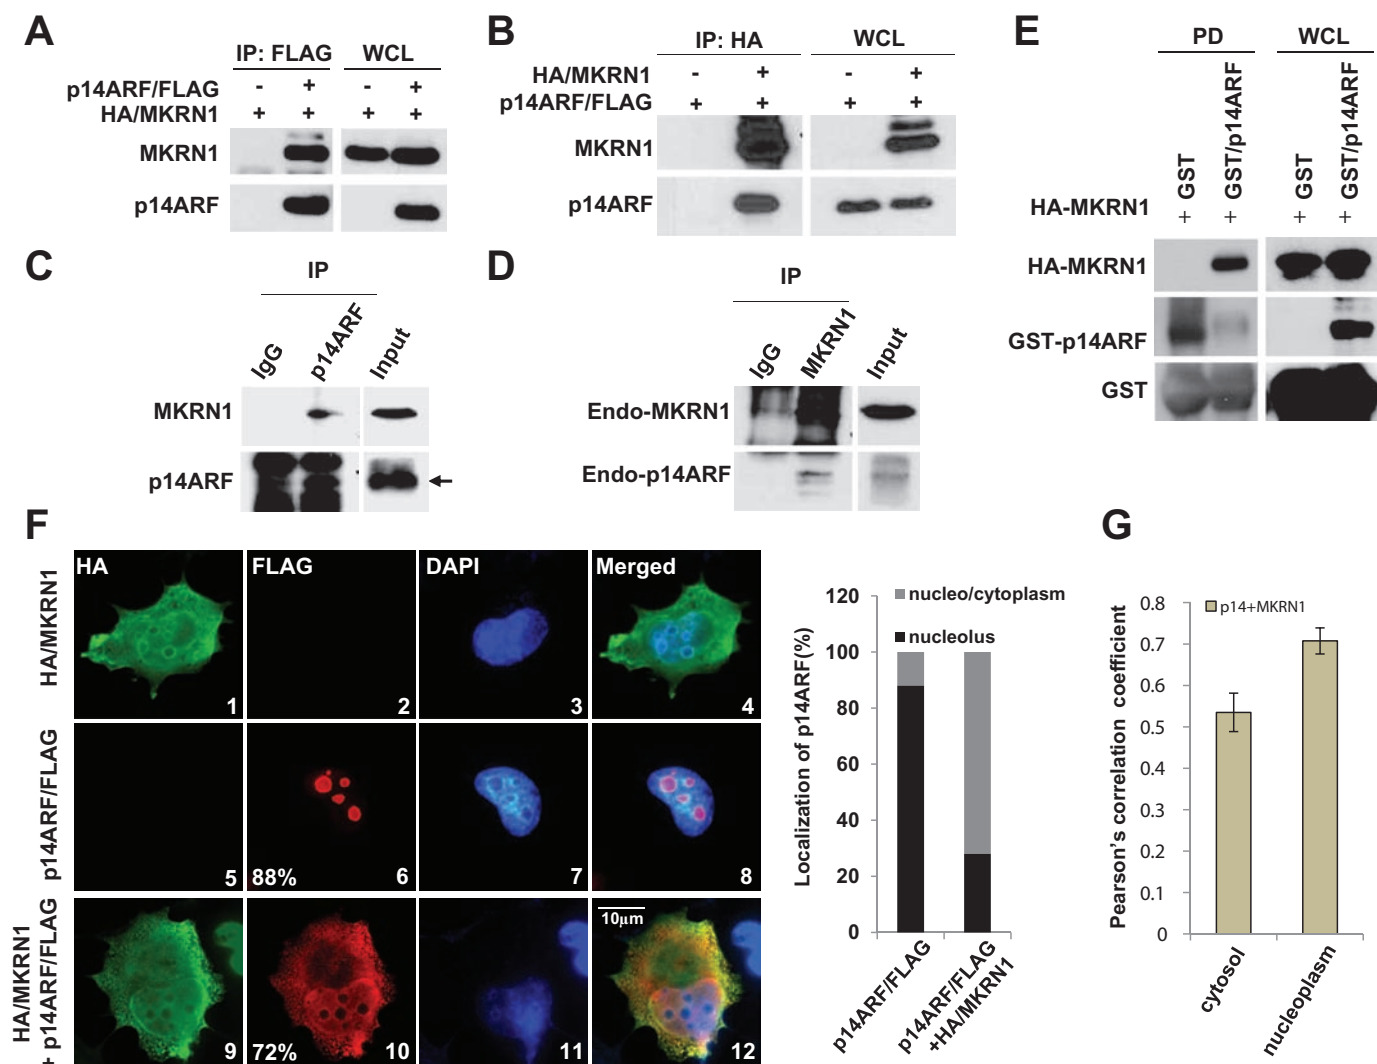 A
IP: FLAG WCL
p14ARF/FLAG - + - +
HA/MKRN1 + + + +
MKRN1
p14ARF
B
IP: HA WCL
HA/MKRN1 - + - +
p14ARF/FLAG + + + +
MKRN1
p14ARF
E
PD WCL
GST GST/p14ARF GST GST/p14ARF
HA-MKRN1 + + + +
HA-MKRN1
GST-p14ARF
GST
C
IP
IgG p14ARF Input
MKRN1
p14ARF
D
IP
IgG MKRN1 Input
Endo-MKRN1
Endo-p14ARF
F
HA FLAG DAPI Merged
HA/MKRN1
1 2 3 4
p14ARF/FLAG
5 88% 6 7 8
HA/MKRN1
+ p14ARF/FLAG
10μm
9 72% 10 11 12
Localization of p14ARF(%)
120
100
80
60
40
20
0
nucleo/cytoplasm
nucleolus
p14ARF/FLAG
p14ARF/FLAG
+HA/MKRN1
G
Pearson's correlation coefficient
0.8
0.7
0.6
0.5
0.4
0.3
0.2
0.1
0
p14+MKRN1
cytosol
nucleoplasm